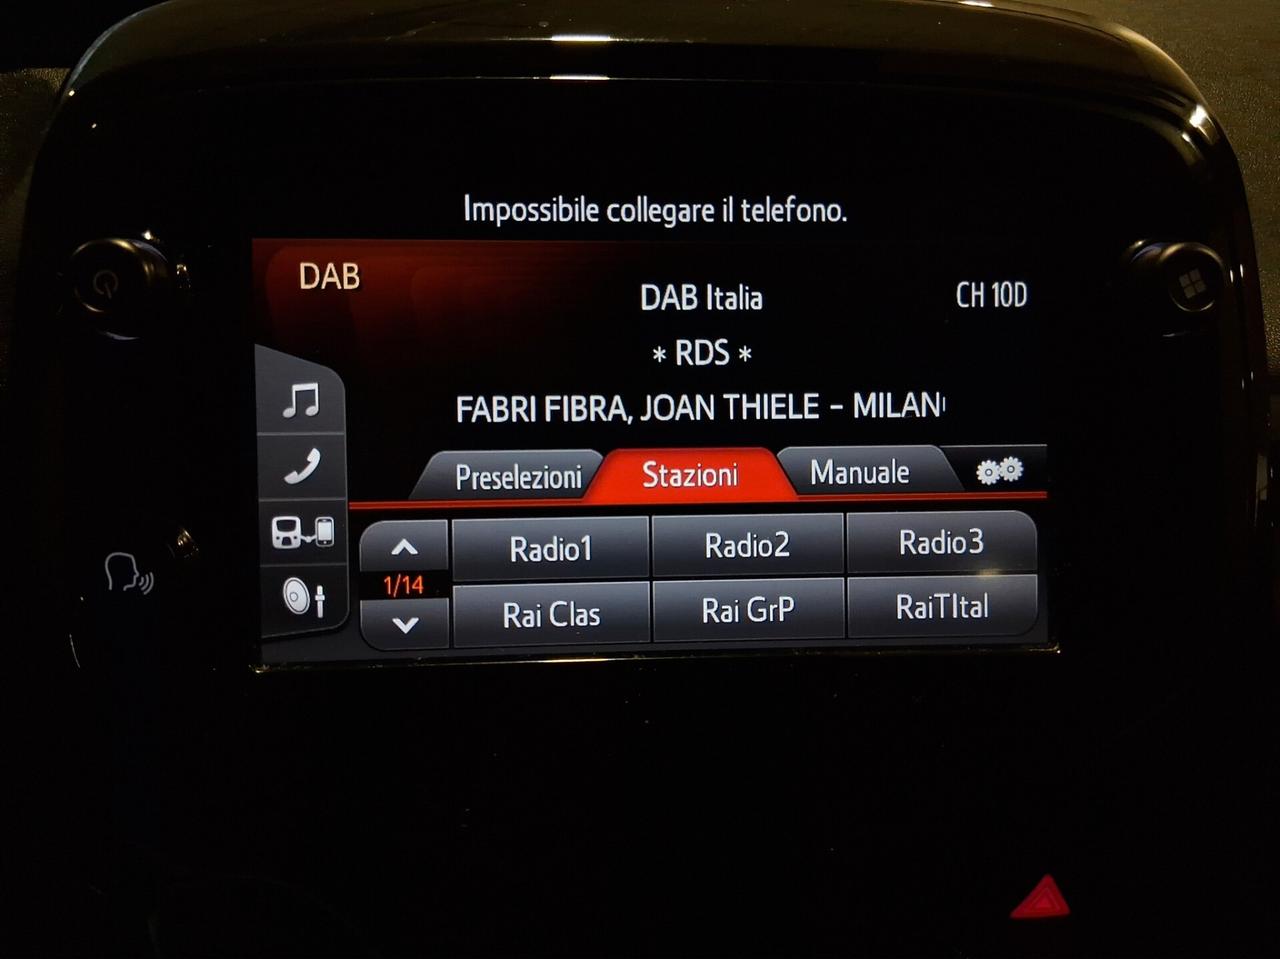 Impossibile collegare il telefono.
DAB
DAB Italia
CH 10D
* RDS *
FABRI FIBRA, JOAN THIELE - MILAN
Preselezioni
Stazioni
Manuale
1/14
Radio1
Radio2
Radio3
Rai Clas
Rai GrP
RaiTItal